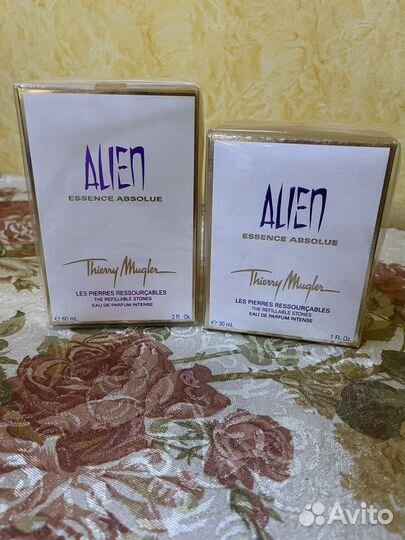 ALIEN
ESSENCE ABSOLUE
Thierry Mugler
LES PIERRES RESSOURÇABLES
THE REFILLABLE STONES
EAU DE PARFUM INTENSE
℮ 60 mL 2 fl. Oz.
ALIEN
ESSENCE ABSOLUE
Thierry Mugler
LES PIERRES RESSOURÇABLES
THE REFILLABLE STONES
EAU DE PARFUM INTENSE
℮ 30 mL 1 Fl. Oz.
Avito